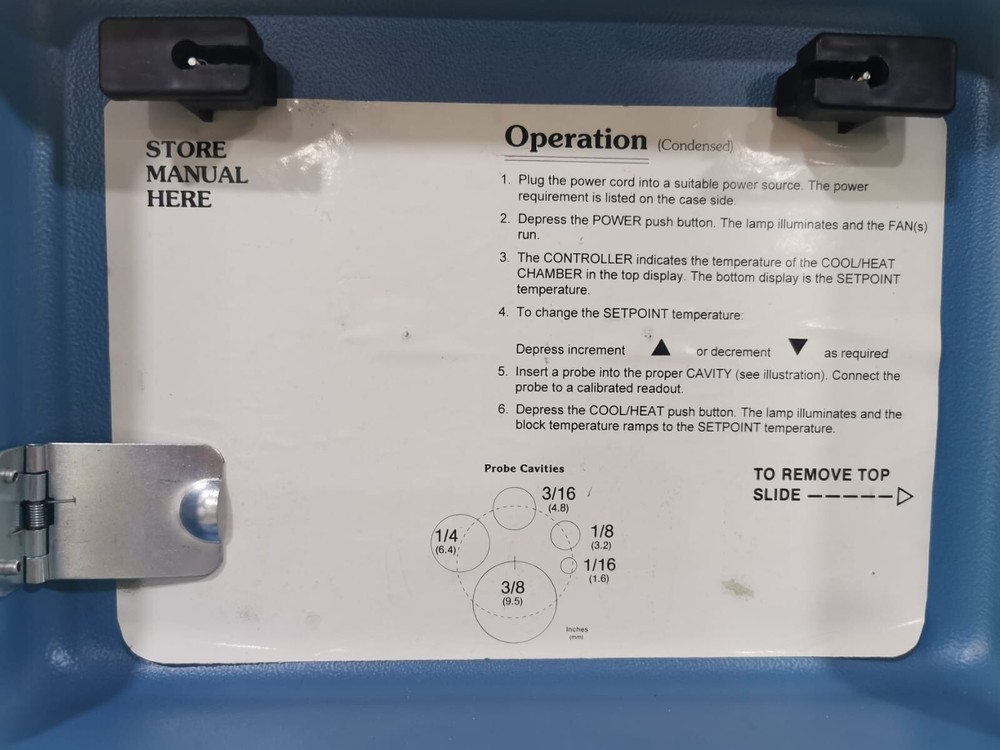 STORE
MANUAL
HERE
Operation (Condensed)
1. Plug the power cord into a suitable power source. The power
requirement is listed on the case side.
2. Depress the POWER push button. The lamp illuminates and the FAN(s)
run.
3. The CONTROLLER indicates the temperature of the COOL/HEAT
CHAMBER in the top display. The bottom display is the SETPOINT
temperature.
4. To change the SETPOINT temperature:
Depress increment ▲ or decrement ▼ as required
5. Insert a probe into the proper CAVITY (see illustration). Connect the
probe to a calibrated readout.
6. Depress the COOL/HEAT push button. The lamp illuminates and the
block temperature ramps to the SETPOINT temperature.
Probe Cavities
3/16
(4.8)
1/4
(6.4)
1/8
(3.2)
1/16
(1.6)
3/8
(9.5)
Inches
(mm)
TO REMOVE TOP
SLIDE